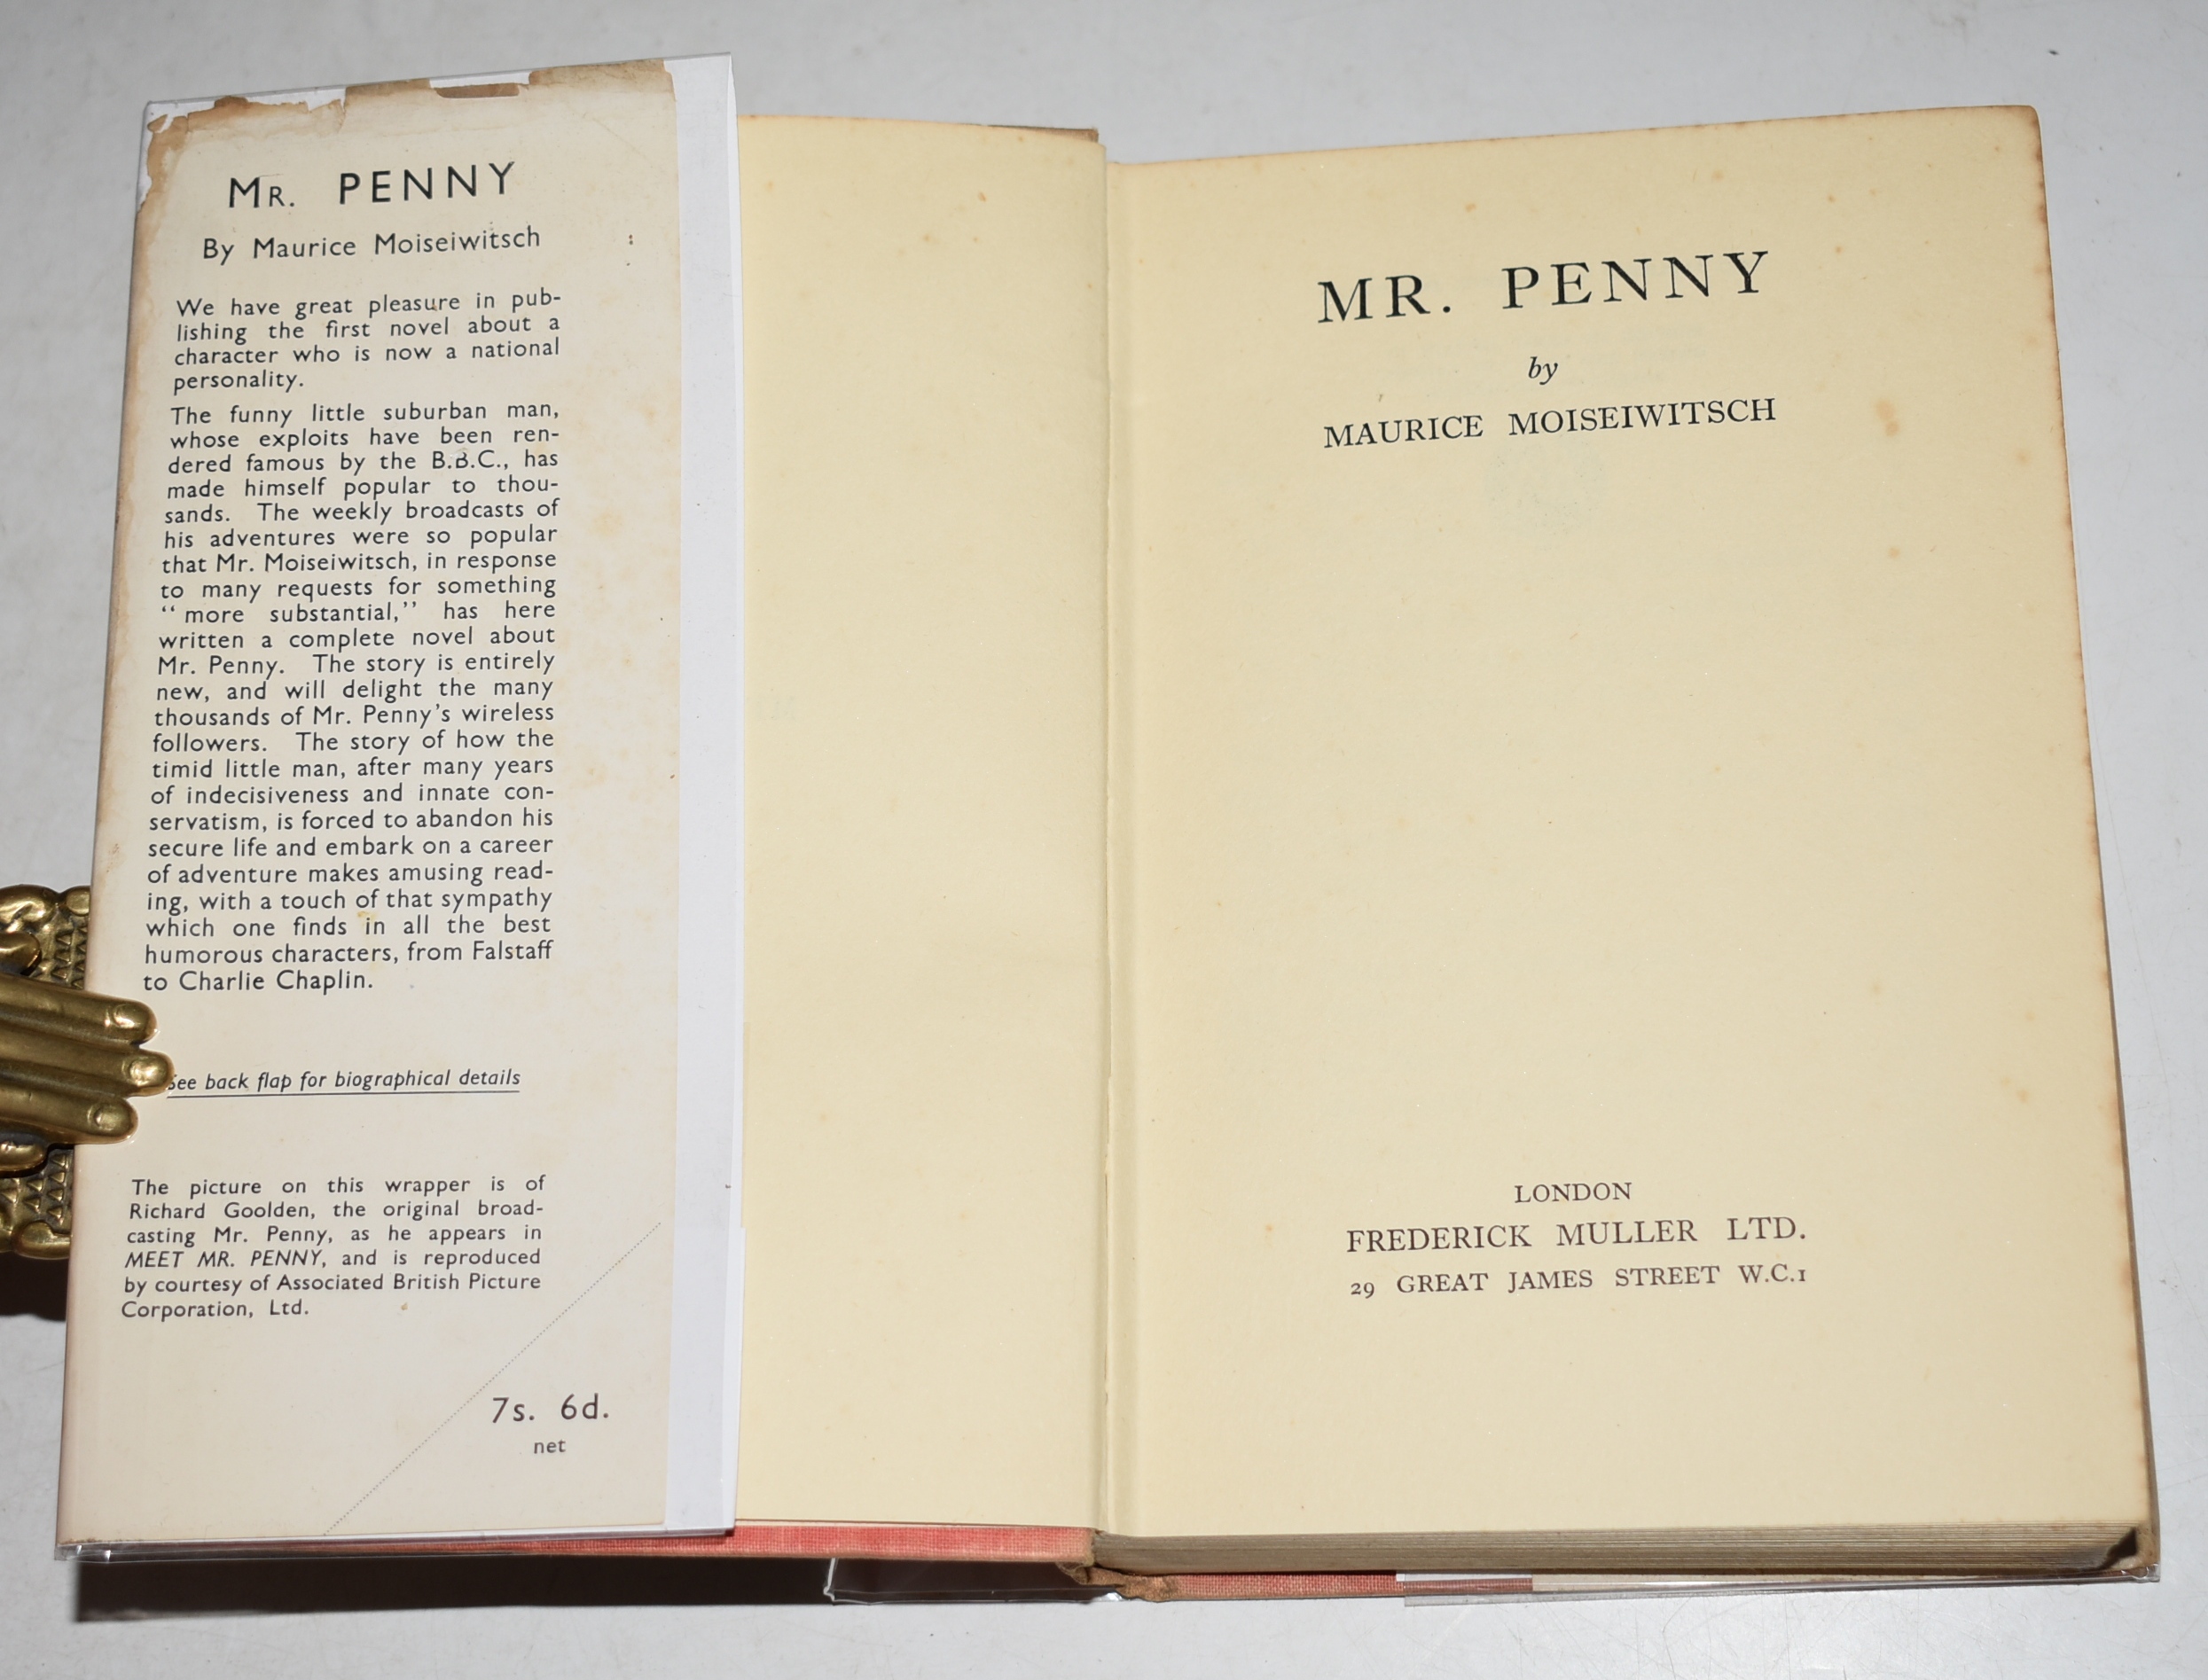 MR. PENNY
By Maurice Moiseiwitsch
We have great pleasure in pub-
lishing the first novel about a
character who is now a national
personality.
The funny little suburban man,
whose exploits have been ren-
dered famous by the B.B.C., has
made himself popular to thou-
sands. The weekly broadcasts of
his adventures were so popular
that Mr. Moiseiwitsch, in response
to many requests for something
“more substantial,” has here
written a complete novel about
Mr. Penny. The story is entirely
new, and will delight the many
thousands of Mr. Penny’s wireless
followers. The story of how the
timid little man, after many years
of indecisiveness and innate con-
servatism, is forced to abandon his
secure life and embark on a career
of adventure makes amusing read-
ing, with a touch of that sympathy
which one finds in all the best
humorous characters, from Falstaff
to Charlie Chaplin.
See back flap for biographical details
The picture on this wrapper is of
Richard Goolden, the original broad-
casting Mr. Penny, as he appears in
MEET MR. PENNY, and is reproduced
by courtesy of Associated British Picture
Corporation, Ltd.
7s. 6d.
net
MR. PENNY
by
MAURICE MOISEIWITSCH
LONDON
FREDERICK MULLER LTD.
29 GREAT JAMES STREET W.C.1